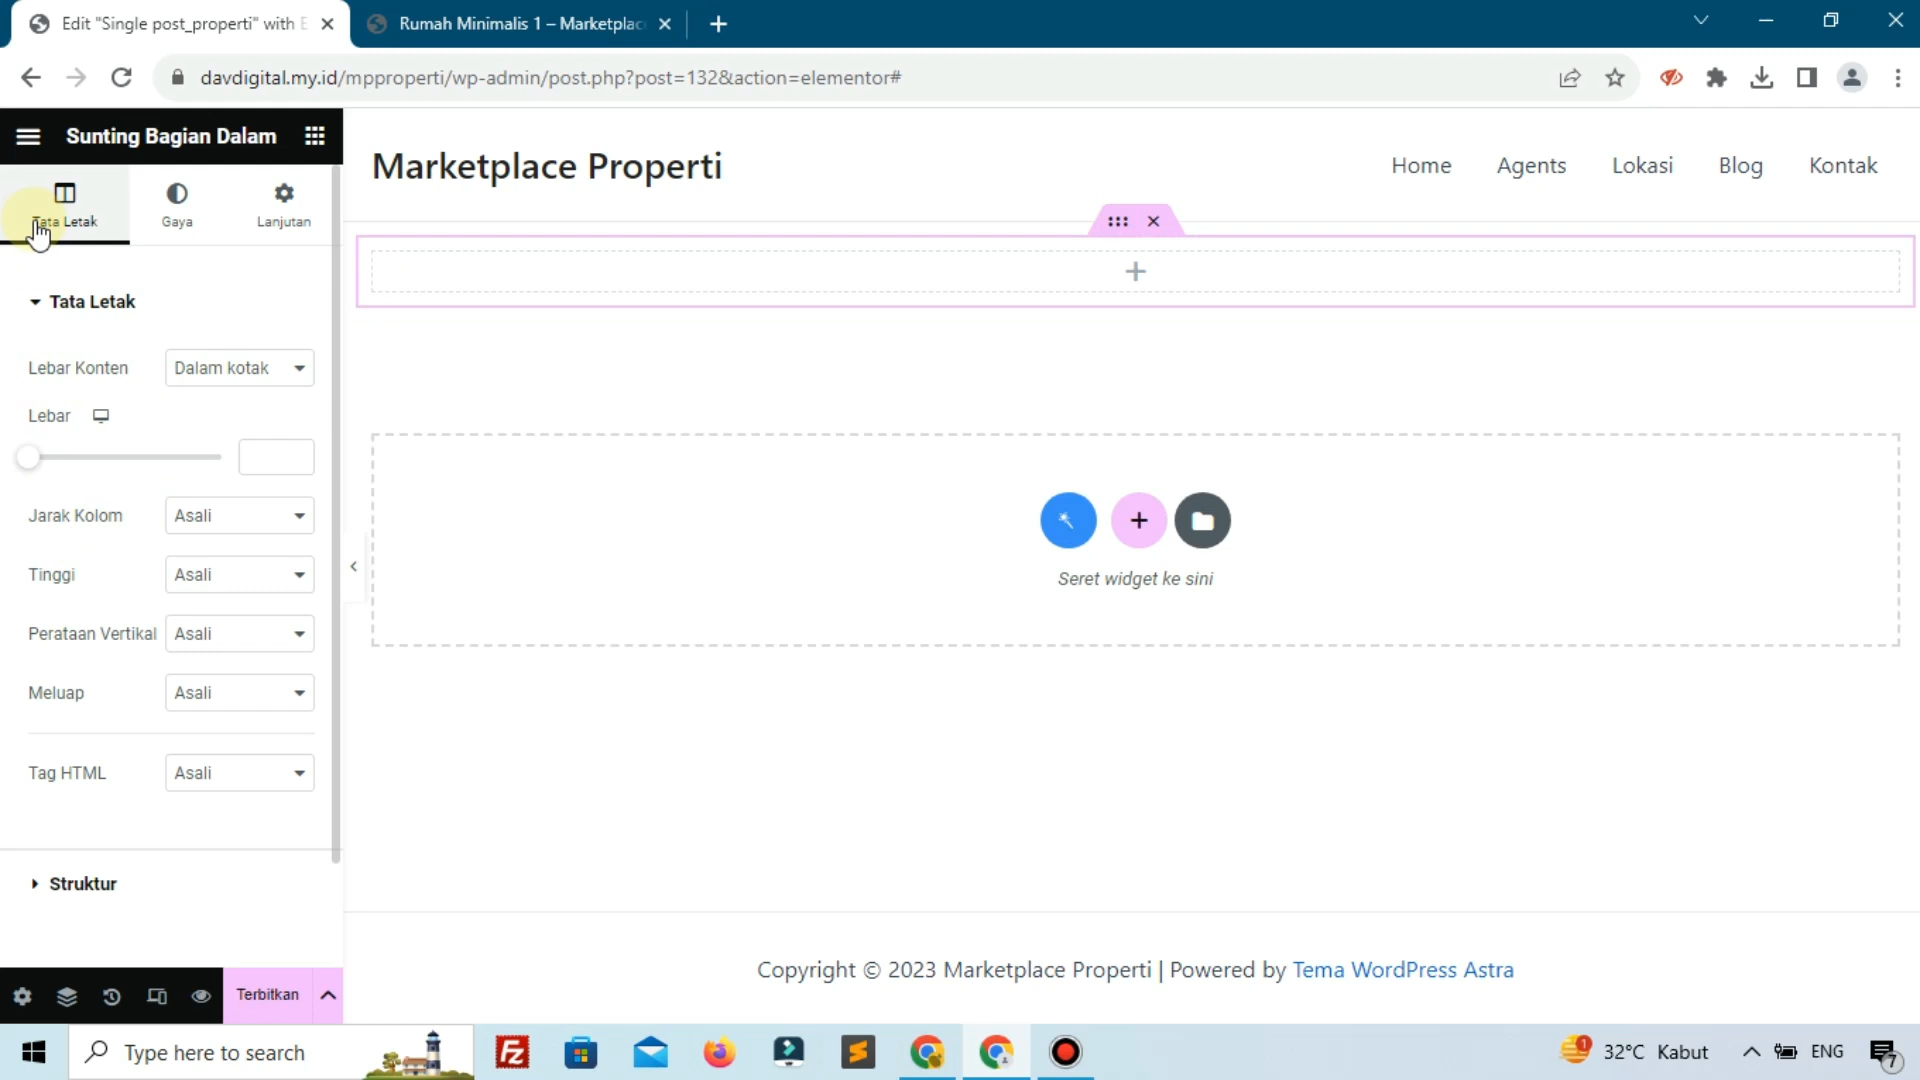 Edit "Single post_properti" with E
Rumah Minimalis 1 – Marketplac
davdigital.my.id/mpproperti/wp-admin/post.php?post=132&action=elementor#
Sunting Bagian Dalam
Tata Letak
Gaya
Lanjutan
Tata Letak
Lebar Konten
Dalam kotak
Lebar
Jarak Kolom
Asali
Tinggi
Asali
Perataan Vertikal
Asali
Meluap
Asali
Tag HTML
Asali
Struktur
Terbitkan
Marketplace Properti
Home
Agents
Lokasi
Blog
Kontak
Seret widget ke sini
Copyright © 2023 Marketplace Properti | Powered by Tema WordPress Astra
Type here to search
Fz
1
32°C Kabut
ENG
7